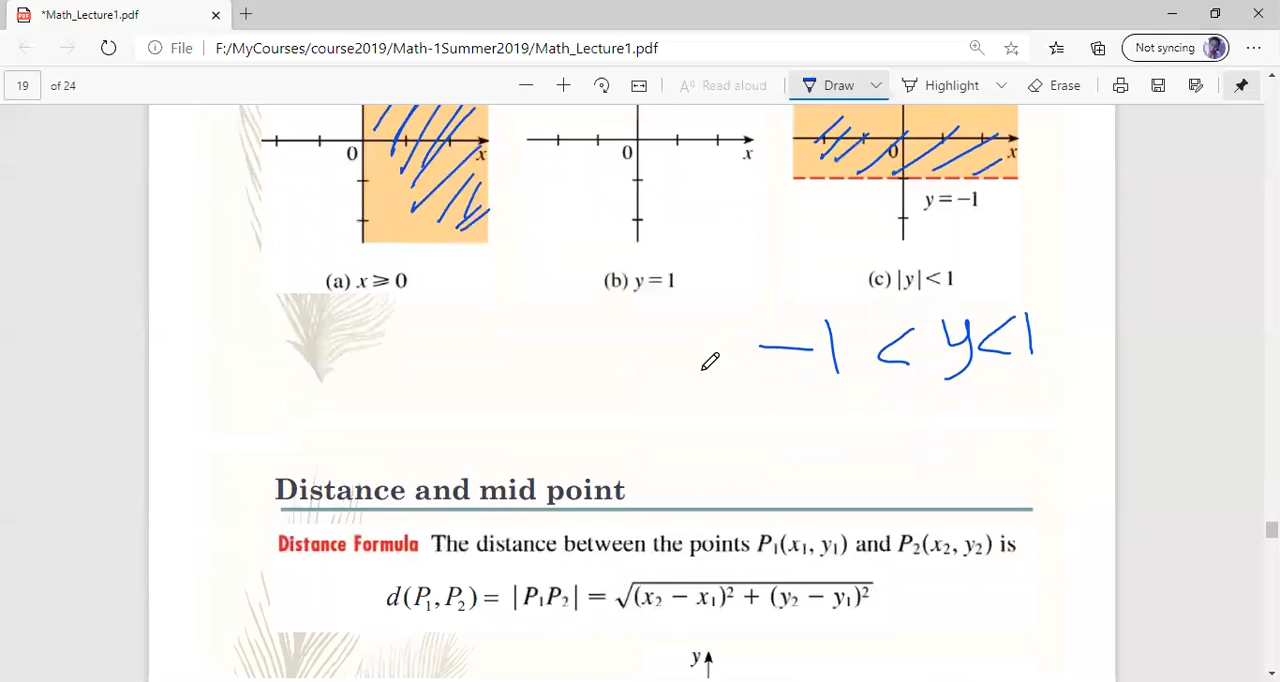 *Math_Lecture1.pdf
File F:/MyCourses/course2019/Math-1Summer2019/Math_Lecture1.pdf Not syncing
19 of 24 Read aloud Draw Highlight Erase
0 x 0 x 0 x
y = −1
(a) x ⩾ 0 (b) y = 1 (c) |y| < 1
−1 < y < 1
Distance and mid point
Distance Formula The distance between the points P₁(x₁, y₁) and P₂(x₂, y₂) is
d(P₁, P₂) = |P₁P₂| = √(x₂ − x₁)² + (y₂ − y₁)²
y